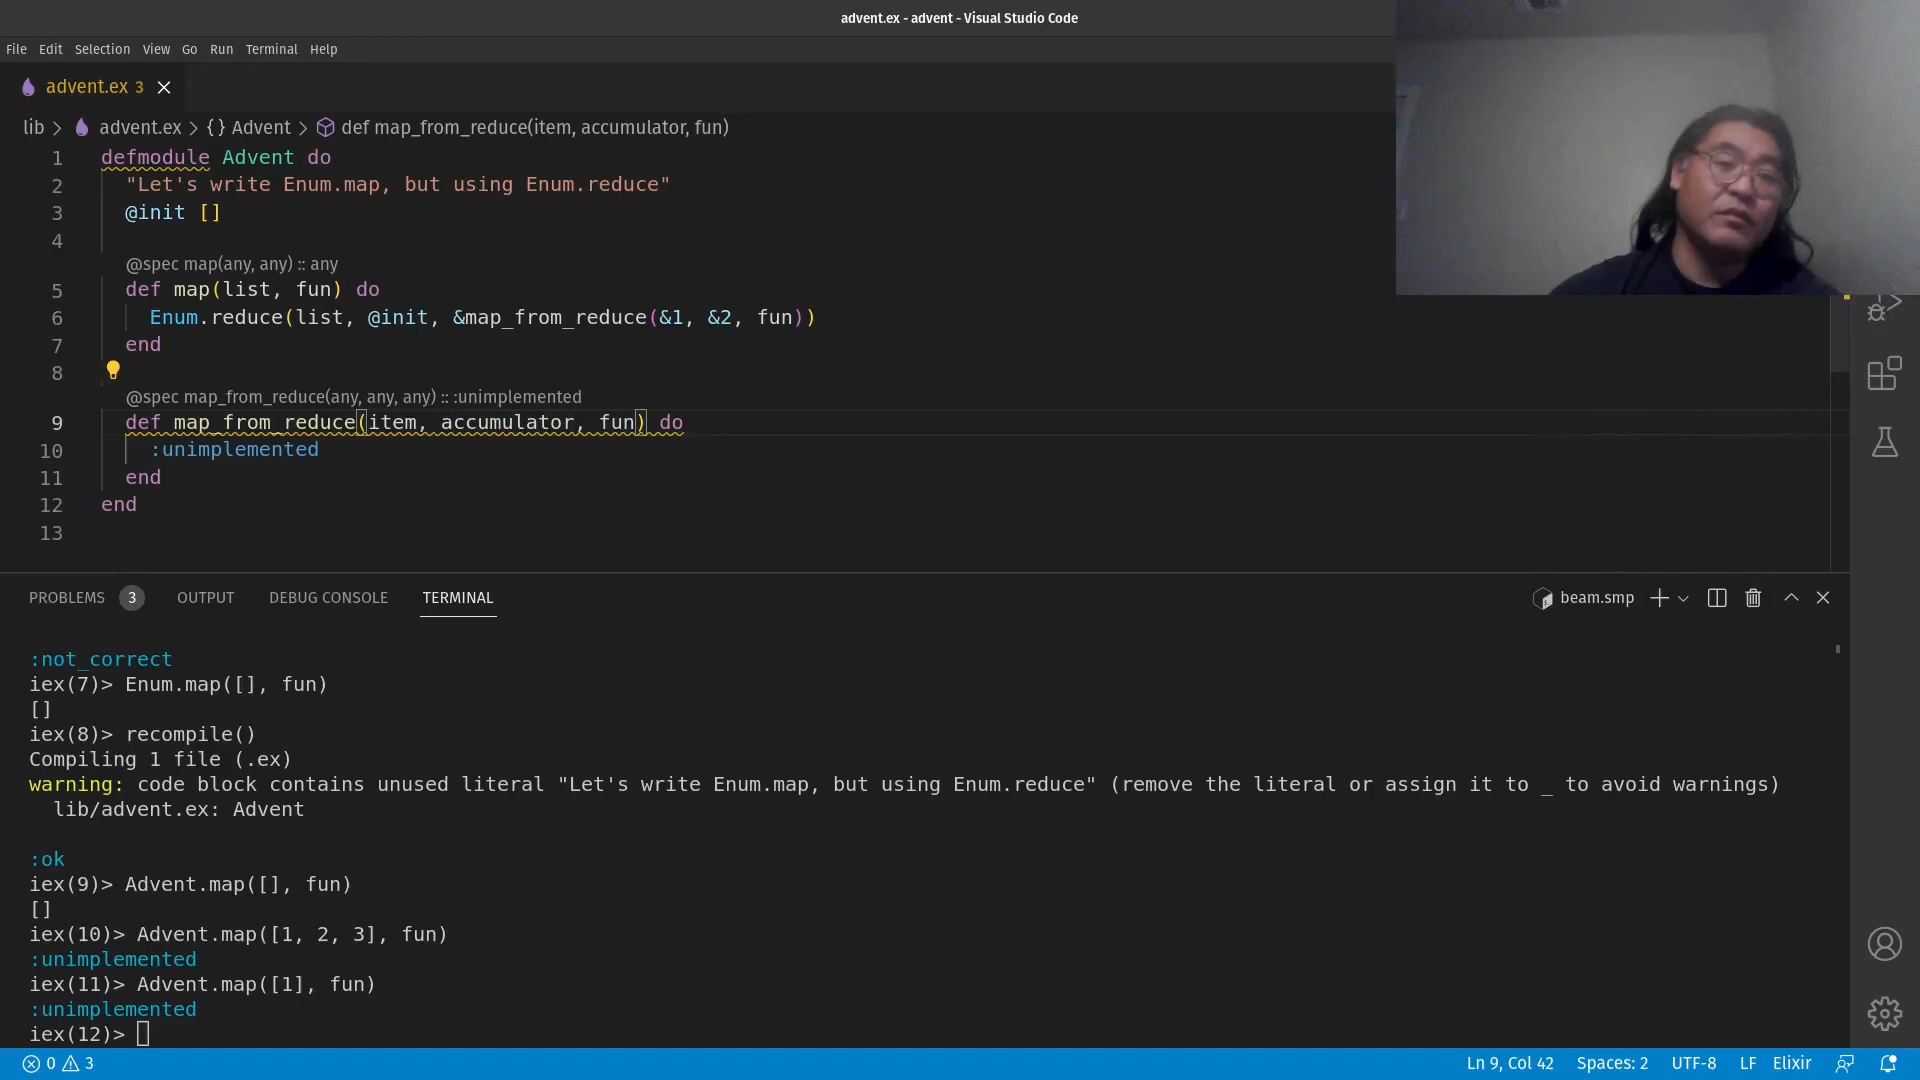 advent.ex - advent - Visual Studio Code
File Edit Selection View Go Run Terminal Help
advent.ex 3
lib > advent.ex > {} Advent > def map_from_reduce(item, accumulator, fun)
1 defmodule Advent do
2 "Let's write Enum.map, but using Enum.reduce"
3 @init []
4
@spec map(any, any) :: any
5 def map(list, fun) do
6 Enum.reduce(list, @init, &map_from_reduce(&1, &2, fun))
7 end
8
@spec map_from_reduce(any, any, any) :: :unimplemented
9 def map_from_reduce(item, accumulator, fun) do
10 :unimplemented
11 end
12 end
13
PROBLEMS 3 OUTPUT DEBUG CONSOLE TERMINAL beam.smp
:not_correct
iex(7)> Enum.map([], fun)
[]
iex(8)> recompile()
Compiling 1 file (.ex)
warning: code block contains unused literal "Let's write Enum.map, but using Enum.reduce" (remove the literal or assign it to _ to avoid warnings)
lib/advent.ex: Advent
:ok
iex(9)> Advent.map([], fun)
[]
iex(10)> Advent.map([1, 2, 3], fun)
:unimplemented
iex(11)> Advent.map([1], fun)
:unimplemented
iex(12)>
0 3 Ln 9, Col 42 Spaces: 2 UTF-8 LF Elixir